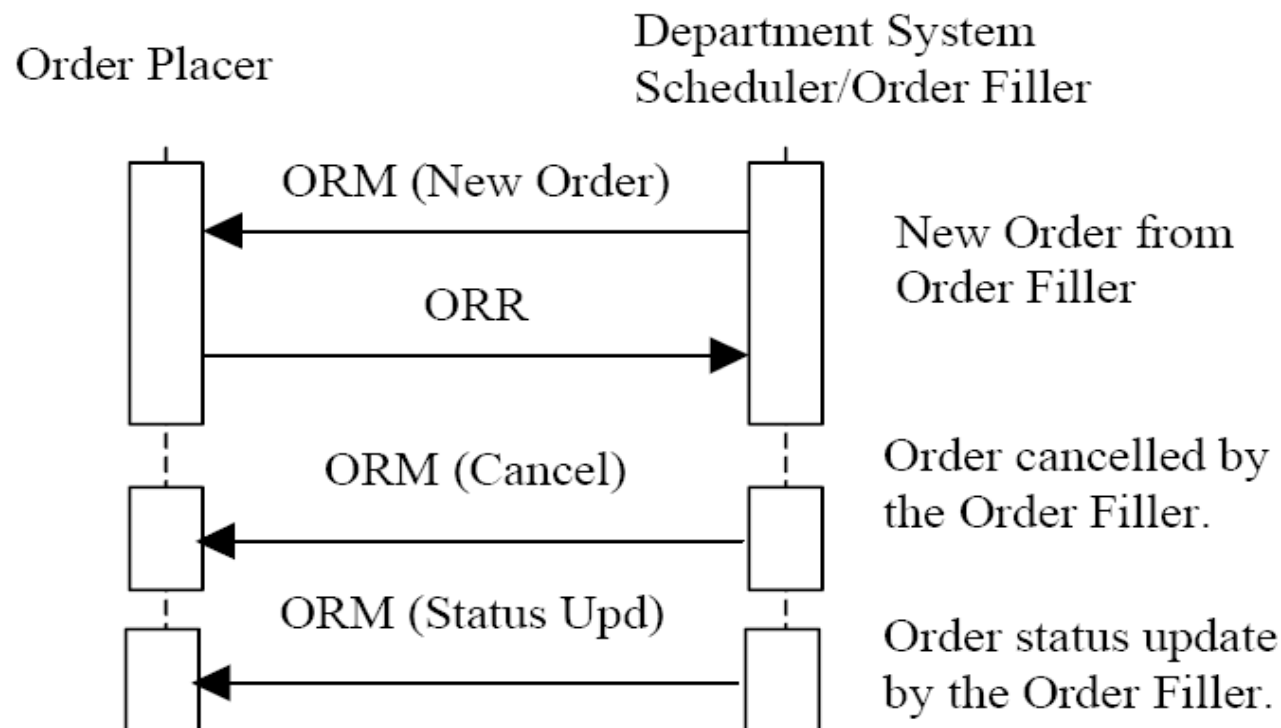 Order Placer
Department System
Scheduler/Order Filler
ORM (New Order)
New Order from
Order Filler
ORR
ORM (Cancel)
Order cancelled by
the Order Filler.
ORM (Status Upd)
Order status update
by the Order Filler.